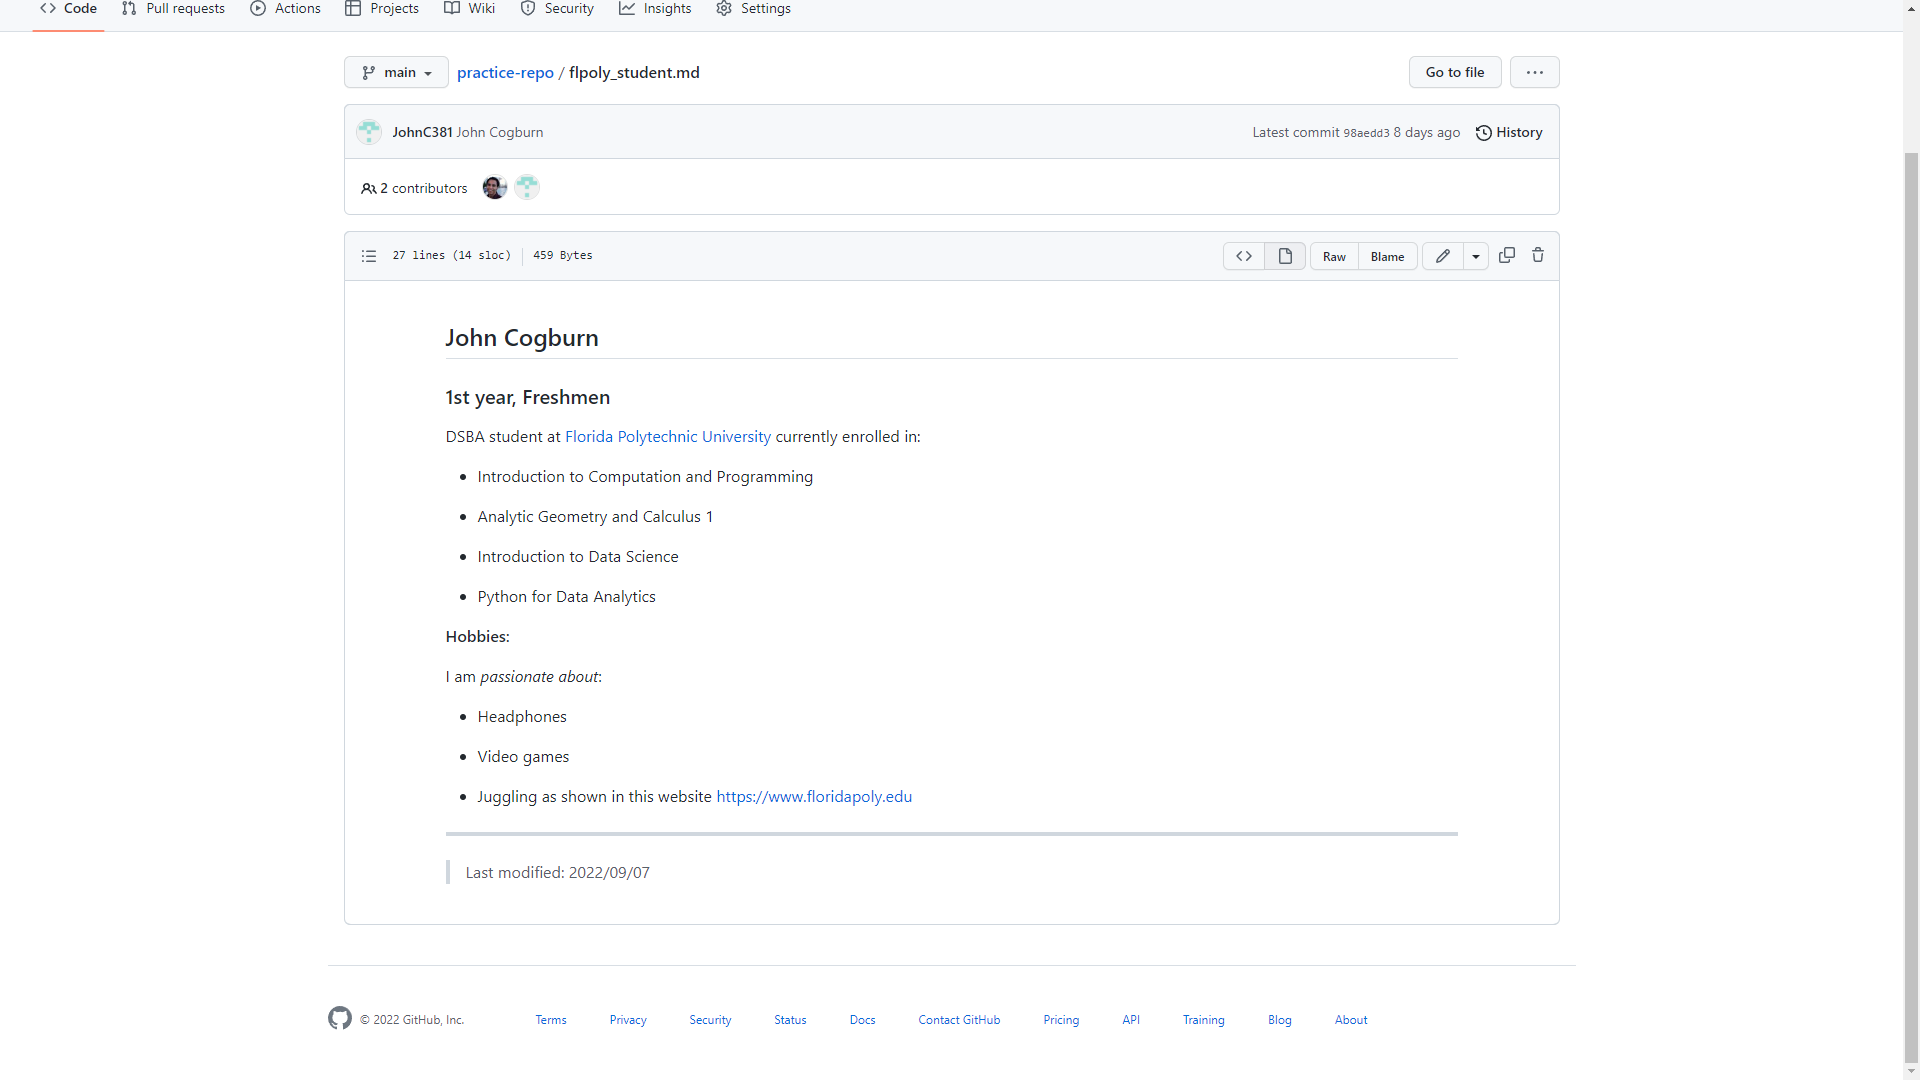 Code Pull requests Actions Projects Wiki Security Insights Settings
main practice-repo / flpoly_student.md Go to file ...
JohnC381 John Cogburn Latest commit 98aedd3 8 days ago History
2 contributors
27 lines (14 sloc) 459 Bytes Raw Blame
John Cogburn
1st year, Freshmen
DSBA student at Florida Polytechnic University currently enrolled in:
• Introduction to Computation and Programming
• Analytic Geometry and Calculus 1
• Introduction to Data Science
• Python for Data Analytics
Hobbies:
I am passionate about:
• Headphones
• Video games
• Juggling as shown in this website https://www.floridapoly.edu
Last modified: 2022/09/07
© 2022 GitHub, Inc. Terms Privacy Security Status Docs Contact GitHub Pricing API Training Blog About